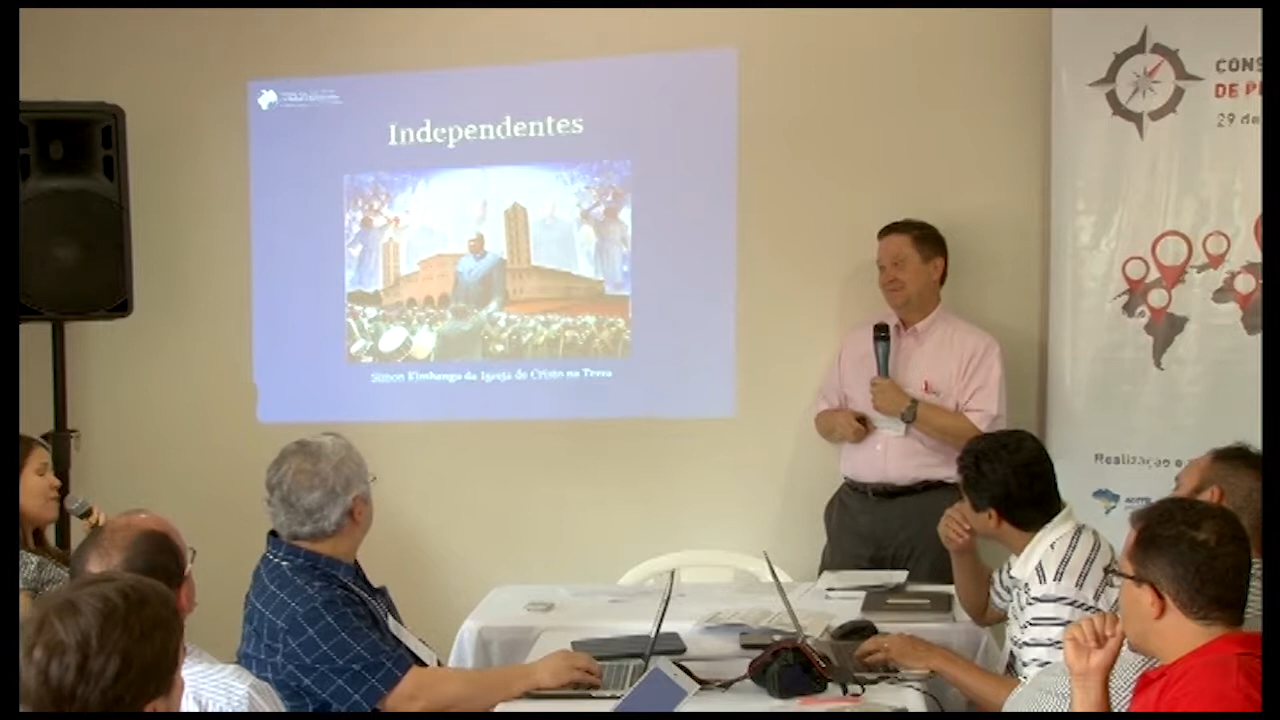 Independentes
Simon Kimbangu da Igreja de Cristo na Terra
CONS
DE P
29 de
Realização e